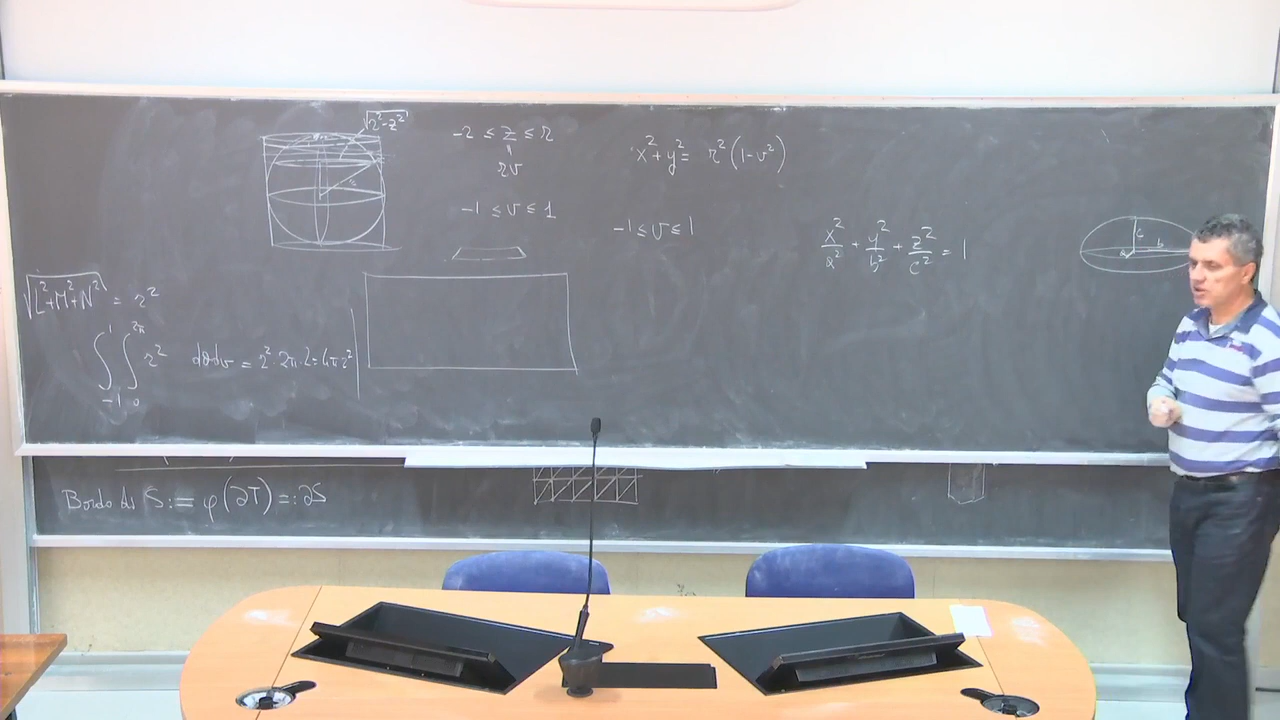 √r²-z²
-r ≤ z ≤ r
rv
-1 ≤ v ≤ 1
x²+y²= r²(1-v²)
-1 ≤ v ≤ 1
x²/a² + y²/b² + z²/c² = 1
c
b
a
√L²+M²+N² = r²
∫₋₁¹ ∫₀²π r² dθdv = r²·2π·2=4πr²
Bordo di S := φ(∂T) =: ∂S